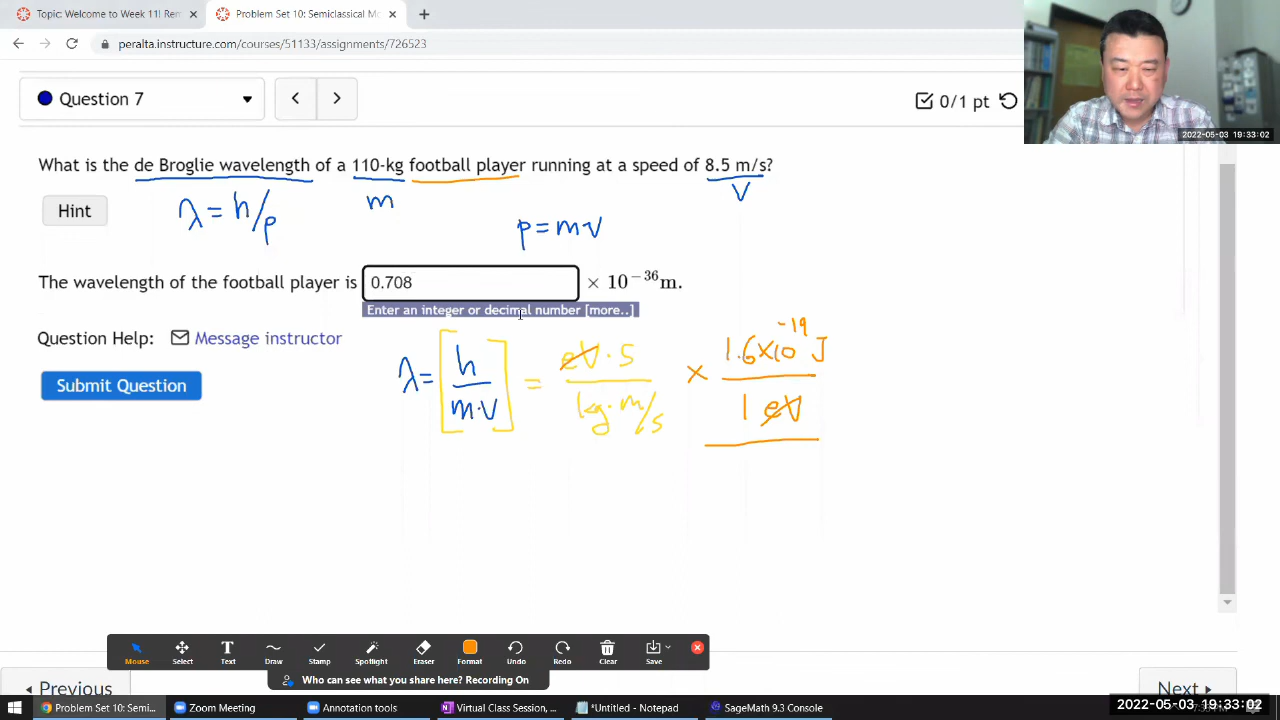 Topic: Welcome to Week 11! Rem
Problem Set 10: Semiclassical Mo
peralta.instructure.com/courses/51133/assignments/726523
Question 7
0/1 pt
2022-05-03 19:33:02
What is the de Broglie wavelength of a 110-kg football player running at a speed of 8.5 m/s?
Hint
λ = h/p
m
p = m·v
v
The wavelength of the football player is 0.708 × 10^−36 m.
Enter an integer or decimal number [more..]
Question Help: Message instructor
Submit Question
λ = [h / m·v] = eV·s / kg·m/s × 1.6×10^-19 J / 1 eV
Mouse Select Text Draw Stamp Spotlight Eraser Format Undo Redo Clear Save
Who can see what you share here? Recording On
Previous
Next
Problem Set 10: Semi...
Zoom Meeting
Annotation tools
Virtual Class Session, ...
*Untitled - Notepad
SageMath 9.3 Console
2022-05-03 19:33:02